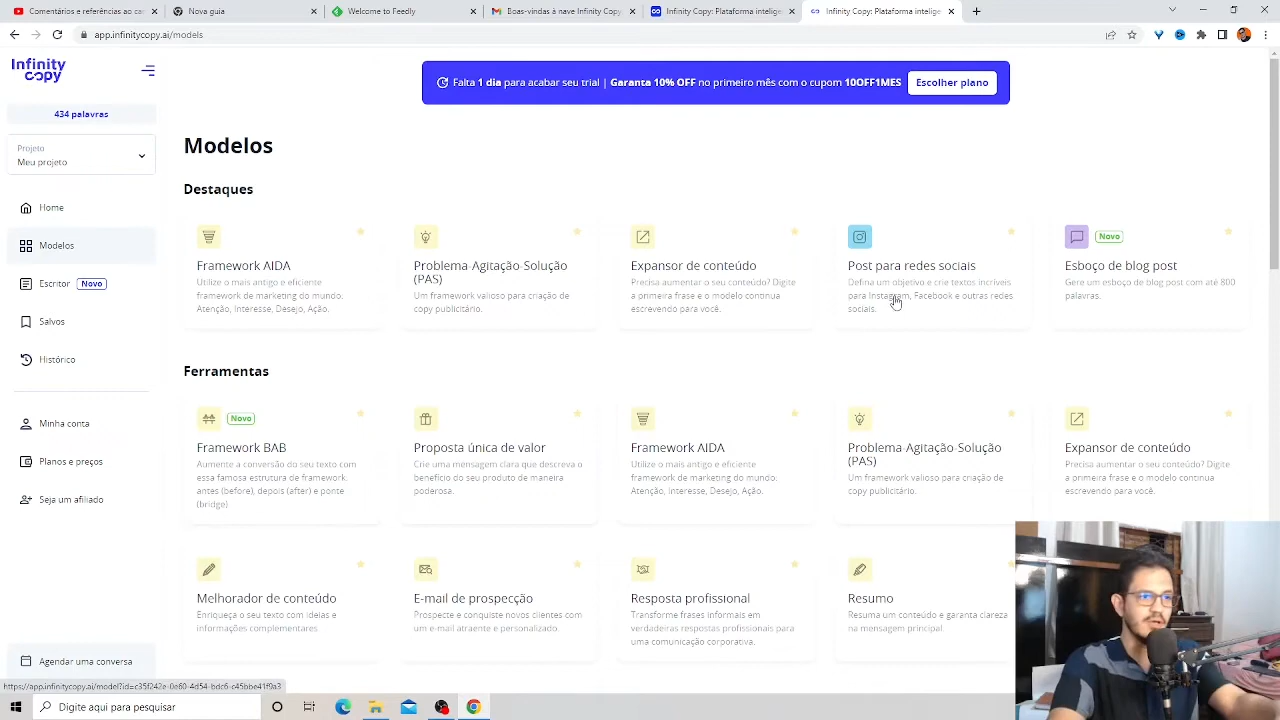 Comentários e referências ao car
Nova guia
Welcome to Feedly
Boas-vindas à nave Infinity Copy
Infinity Copy: Plataforma intelige
Infinity Copy: Plataforma intelige
app.infinitycopy.ai/models
Infinity
copy
Falta 1 dia para acabar seu trial | Garanta 10% OFF no primeiro mês com o cupom 10OFF1MES
Escolher plano
434 palavras
Projeto
Meu projeto
Home
Modelos
Escritor Novo
Salvos
Histórico
Minha conta
Planos e preços
Seja um afiliado
Agendar uma conversa
Modelos
Destaques
Framework AIDA
Utilize o mais antigo e eficiente
framework de marketing do mundo.
Atenção, Interesse, Desejo, Ação.
Problema-Agitação-Solução
(PAS)
Um framework valioso para criação de
copy publicitário.
Expansor de conteúdo
Precisa aumentar o seu conteúdo? Digite
a primeira frase e o modelo continua
escrevendo para você.
Post para redes sociais
Defina um objetivo e crie textos incríveis
para Instagram, Facebook e outras redes
sociais.
Novo
Esboço de blog post
Gere um esboço de blog post com até 800
palavras.
Ferramentas
Novo
Framework BAB
Aumente a conversão do seu texto com
essa famosa estrutura de framework:
antes (before), depois (after) e ponte
(bridge).
Proposta única de valor
Crie uma mensagem clara que descreva o
benefício do seu produto de maneira
poderosa.
Framework AIDA
Utilize o mais antigo e eficiente
framework de marketing do mundo.
Atenção, Interesse, Desejo, Ação.
Problema-Agitação-Solução
(PAS)
Um framework valioso para criação de
copy publicitário.
Expansor de conteúdo
Precisa aumentar o seu conteúdo? Digite
a primeira frase e o modelo continua
escrevendo para você.
Melhorador de conteúdo
Enriqueça o seu texto com ideias e
informações complementares.
E-mail de prospecção
Prospecte e conquiste novos clientes com
um e-mail atraente e personalizado.
Resposta profissional
Transforme frases informais em
verdadeiras respostas profissionais para
uma comunicação corporativa.
Resumo
Resuma um conteúdo e garanta clareza
na mensagem principal.
https://app.infinitycopy.ai/model?id=c35f42e-0e60-4d54-bdc6-c45bbe41f9a3
Digite aqui para pesquisar